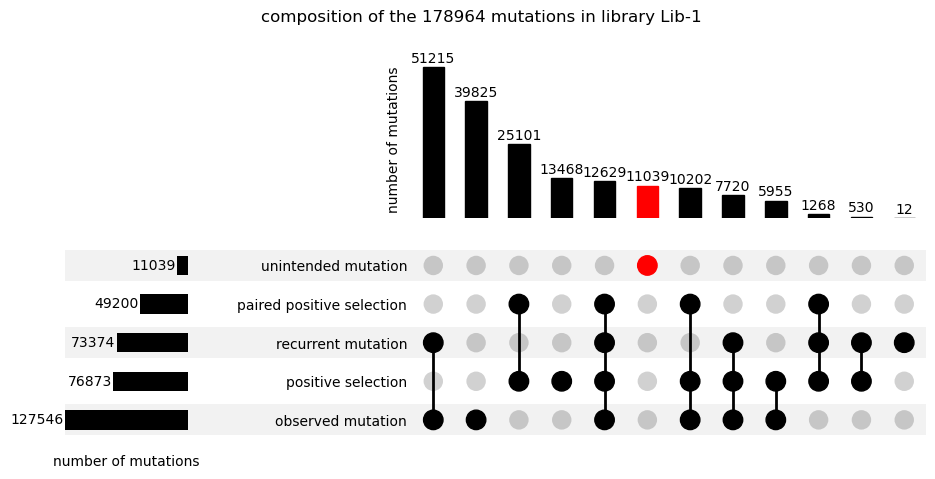 composition of the 178964 mutations in library Lib-1
51215
39825
25101
13468
12629
11039
10202
7720
5955
1268
530
12
number of mutations
11039
unintended mutation
49200
paired positive selection
73374
recurrent mutation
76873
positive selection
127546
observed mutation
number of mutations